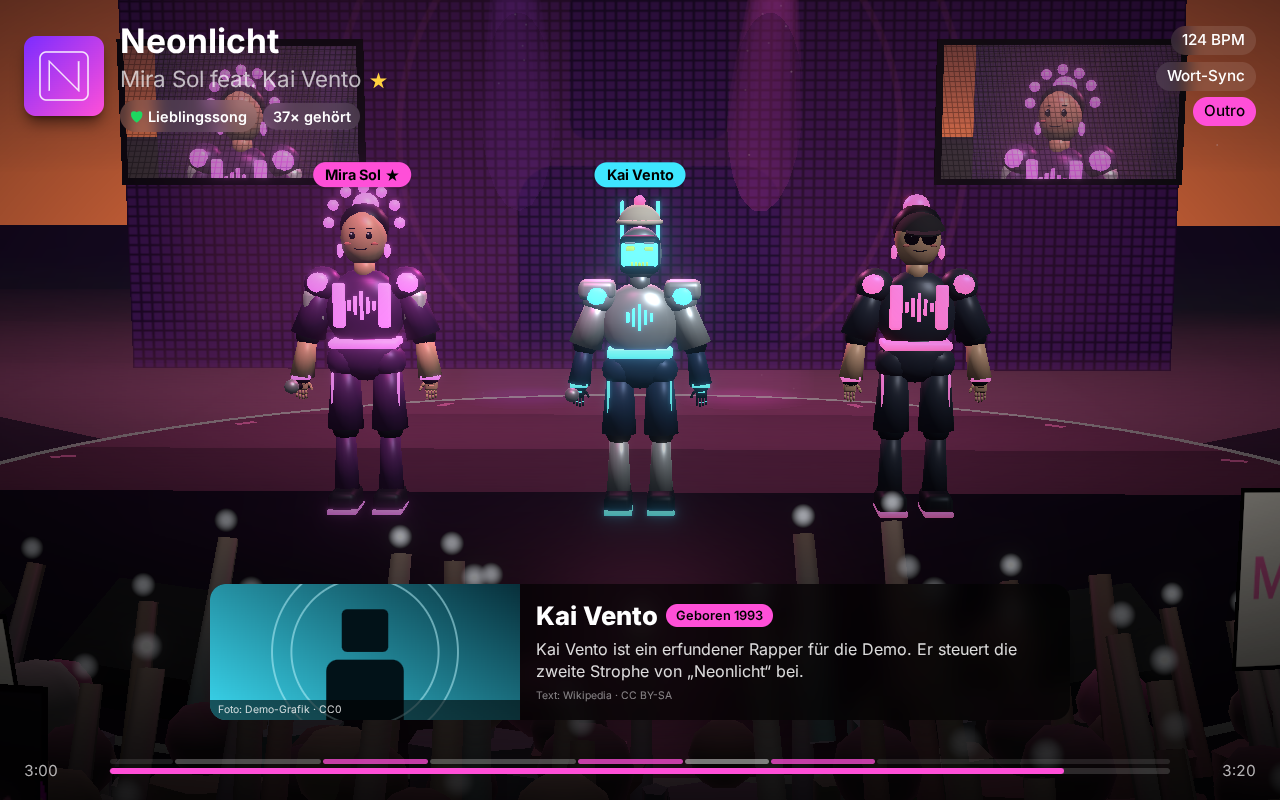 Neonlicht
Mira Sol feat. Kai Vento ★
Lieblingssong
37× gehört
124 BPM
Wort-Sync
Outro
Mira Sol ★
Kai Vento
Kai Vento
Geboren 1993
Kai Vento ist ein erfundener Rapper für die Demo. Er steuert die
zweite Strophe von „Neonlicht“ bei.
Text: Wikipedia · CC BY-SA
Foto: Demo-Grafik · CC0
3:00
3:20